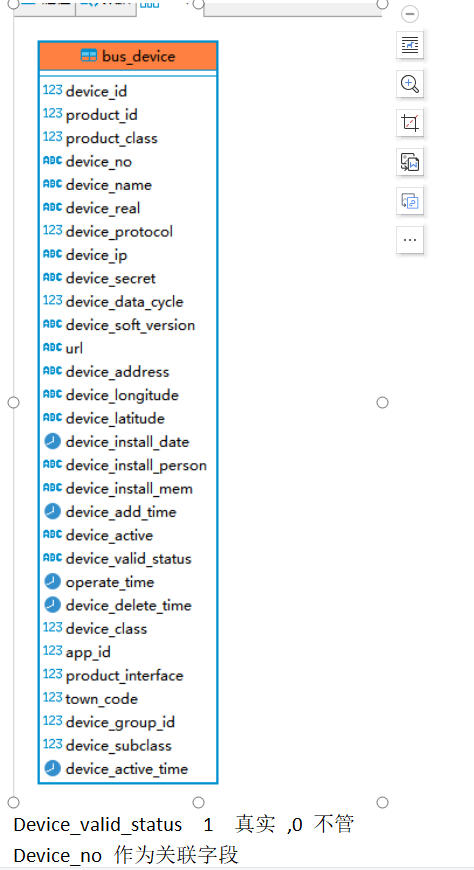 bus_device
123 device_id
123 product_id
123 product_class
ABC device_no
ABC device_name
ABC device_real
123 device_protocol
ABC device_ip
ABC device_secret
123 device_data_cycle
ABC device_soft_version
ABC url
ABC device_address
ABC device_longitude
ABC device_latitude
device_install_date
ABC device_install_person
ABC device_install_mem
device_add_time
ABC device_active
ABC device_valid_status
operate_time
device_delete_time
123 device_class
123 app_id
123 product_interface
123 town_code
123 device_group_id
123 device_subclass
device_active_time
Device_valid_status 1 真实 ,0 不管
Device_no 作为关联字段